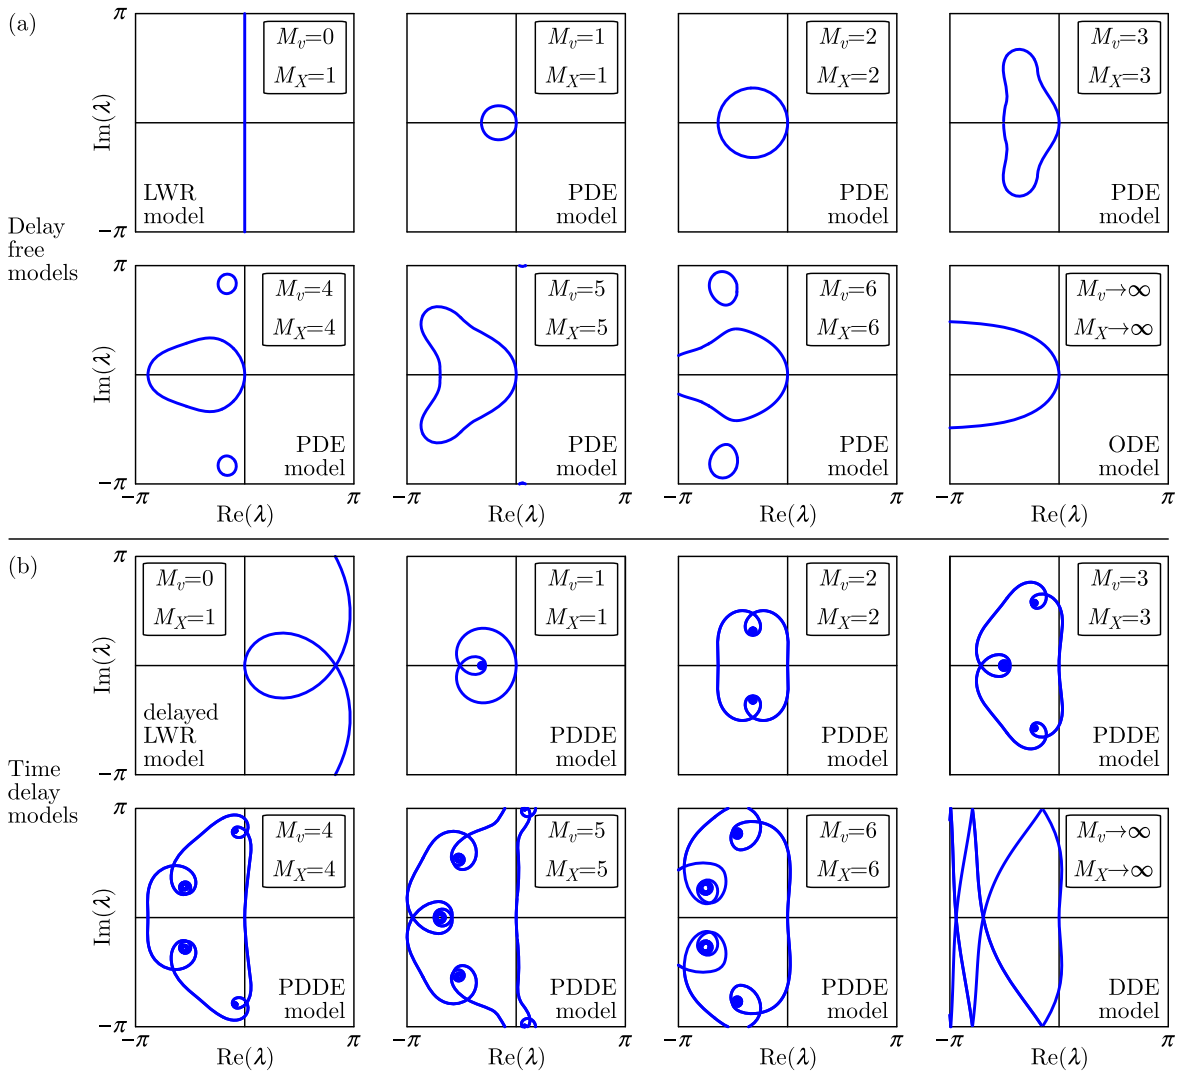 (a)
π
Im(λ)
−π
M_v=0
M_X=1
LWR
model
M_v=1
M_X=1
PDE
model
M_v=2
M_X=2
PDE
model
M_v=3
M_X=3
PDE
model
Delay
free
models
π
Im(λ)
−π
M_v=4
M_X=4
PDE
model
M_v=5
M_X=5
PDE
model
M_v=6
M_X=6
PDE
model
M_v→∞
M_X→∞
ODE
model
−π π
Re(λ)
−π π
Re(λ)
−π π
Re(λ)
−π π
Re(λ)
(b)
π
Im(λ)
−π
M_v=0
M_X=1
delayed
LWR
model
M_v=1
M_X=1
PDDE
model
M_v=2
M_X=2
PDDE
model
M_v=3
M_X=3
PDDE
model
Time
delay
models
π
Im(λ)
−π
M_v=4
M_X=4
PDDE
model
M_v=5
M_X=5
PDDE
model
M_v=6
M_X=6
PDDE
model
M_v→∞
M_X→∞
DDE
model
−π π
Re(λ)
−π π
Re(λ)
−π π
Re(λ)
−π π
Re(λ)